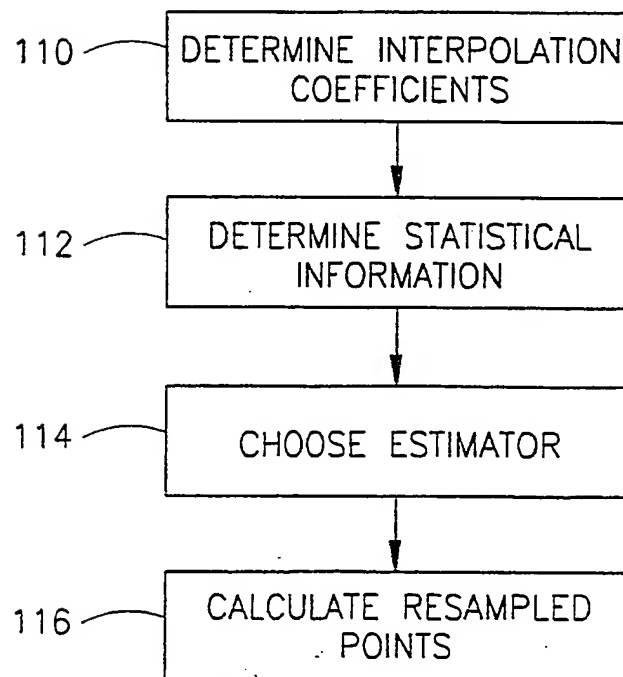 110
DETERMINE INTERPOLATION
COEFFICIENTS
112
DETERMINE STATISTICAL
INFORMATION
114
CHOOSE ESTIMATOR
116
CALCULATE RESAMPLED
POINTS